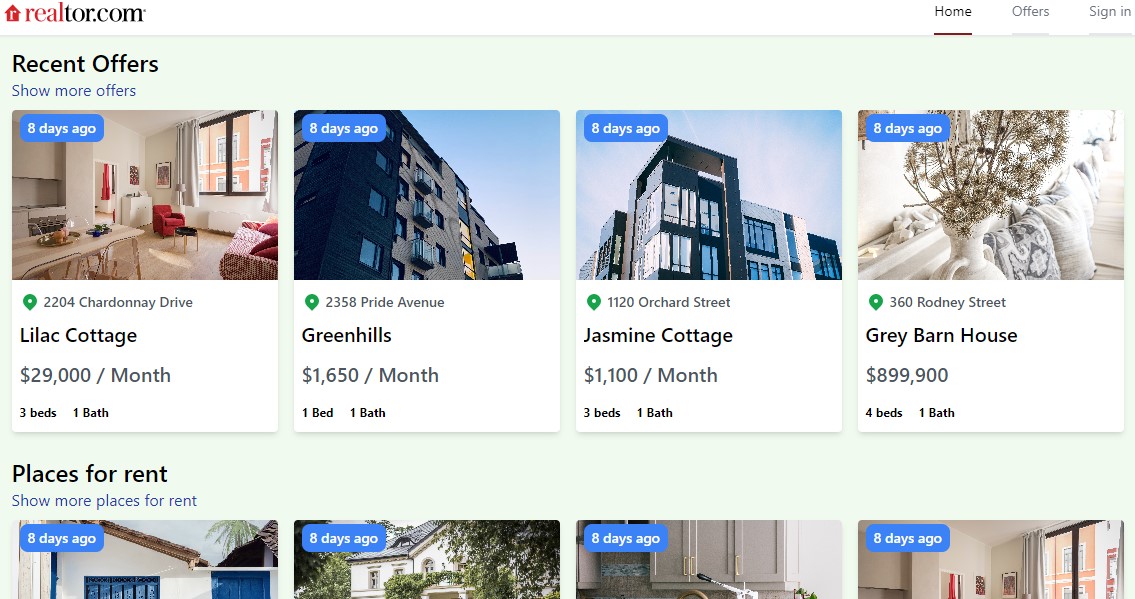 realtor.com
Home
Offers
Sign in
Recent Offers
Show more offers
8 days ago
8 days ago
8 days ago
8 days ago
2204 Chardonnay Drive
2358 Pride Avenue
1120 Orchard Street
360 Rodney Street
Lilac Cottage
Greenhills
Jasmine Cottage
Grey Barn House
$29,000 / Month
$1,650 / Month
$1,100 / Month
$899,900
3 beds 1 Bath
1 Bed 1 Bath
3 beds 1 Bath
4 beds 1 Bath
Places for rent
Show more places for rent
8 days ago
8 days ago
8 days ago
8 days ago